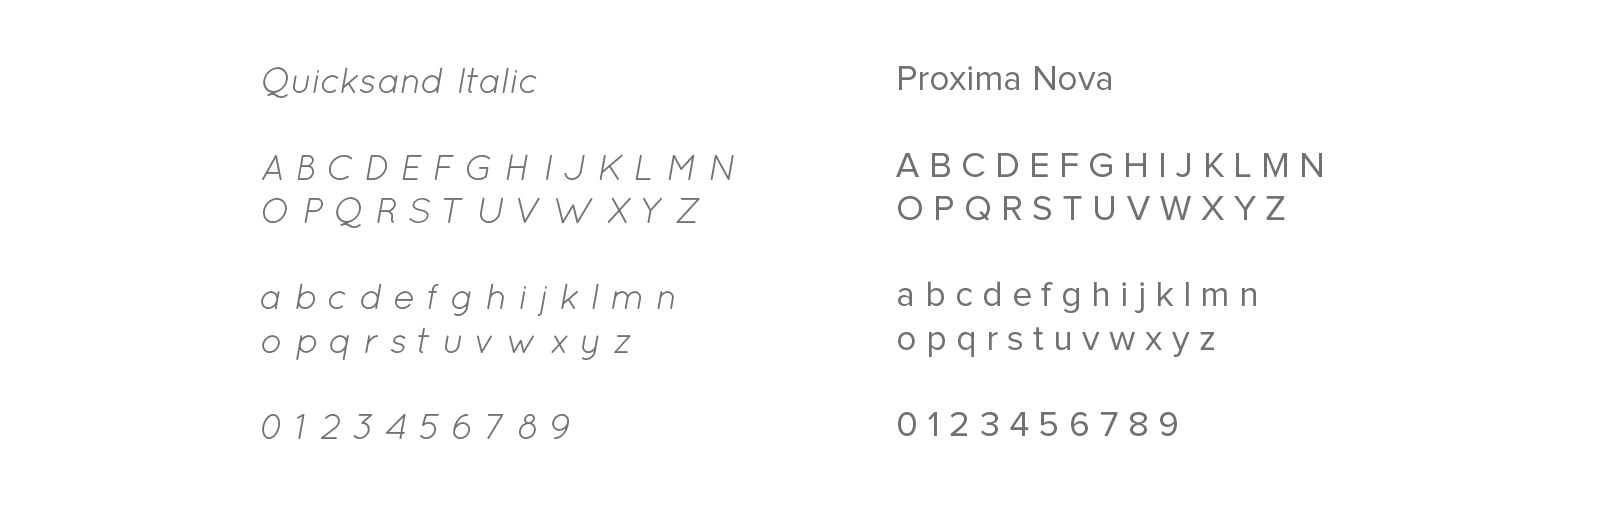 Quicksand Italic
A B C D E F G H I J K L M N
O P Q R S T U V W X Y Z
a b c d e f g h i j k l m n
o p q r s t u v w x y z
0 1 2 3 4 5 6 7 8 9
Proxima Nova
A B C D E F G H I J K L M N
O P Q R S T U V W X Y Z
a b c d e f g h i j k l m n
o p q r s t u v w x y z
0 1 2 3 4 5 6 7 8 9